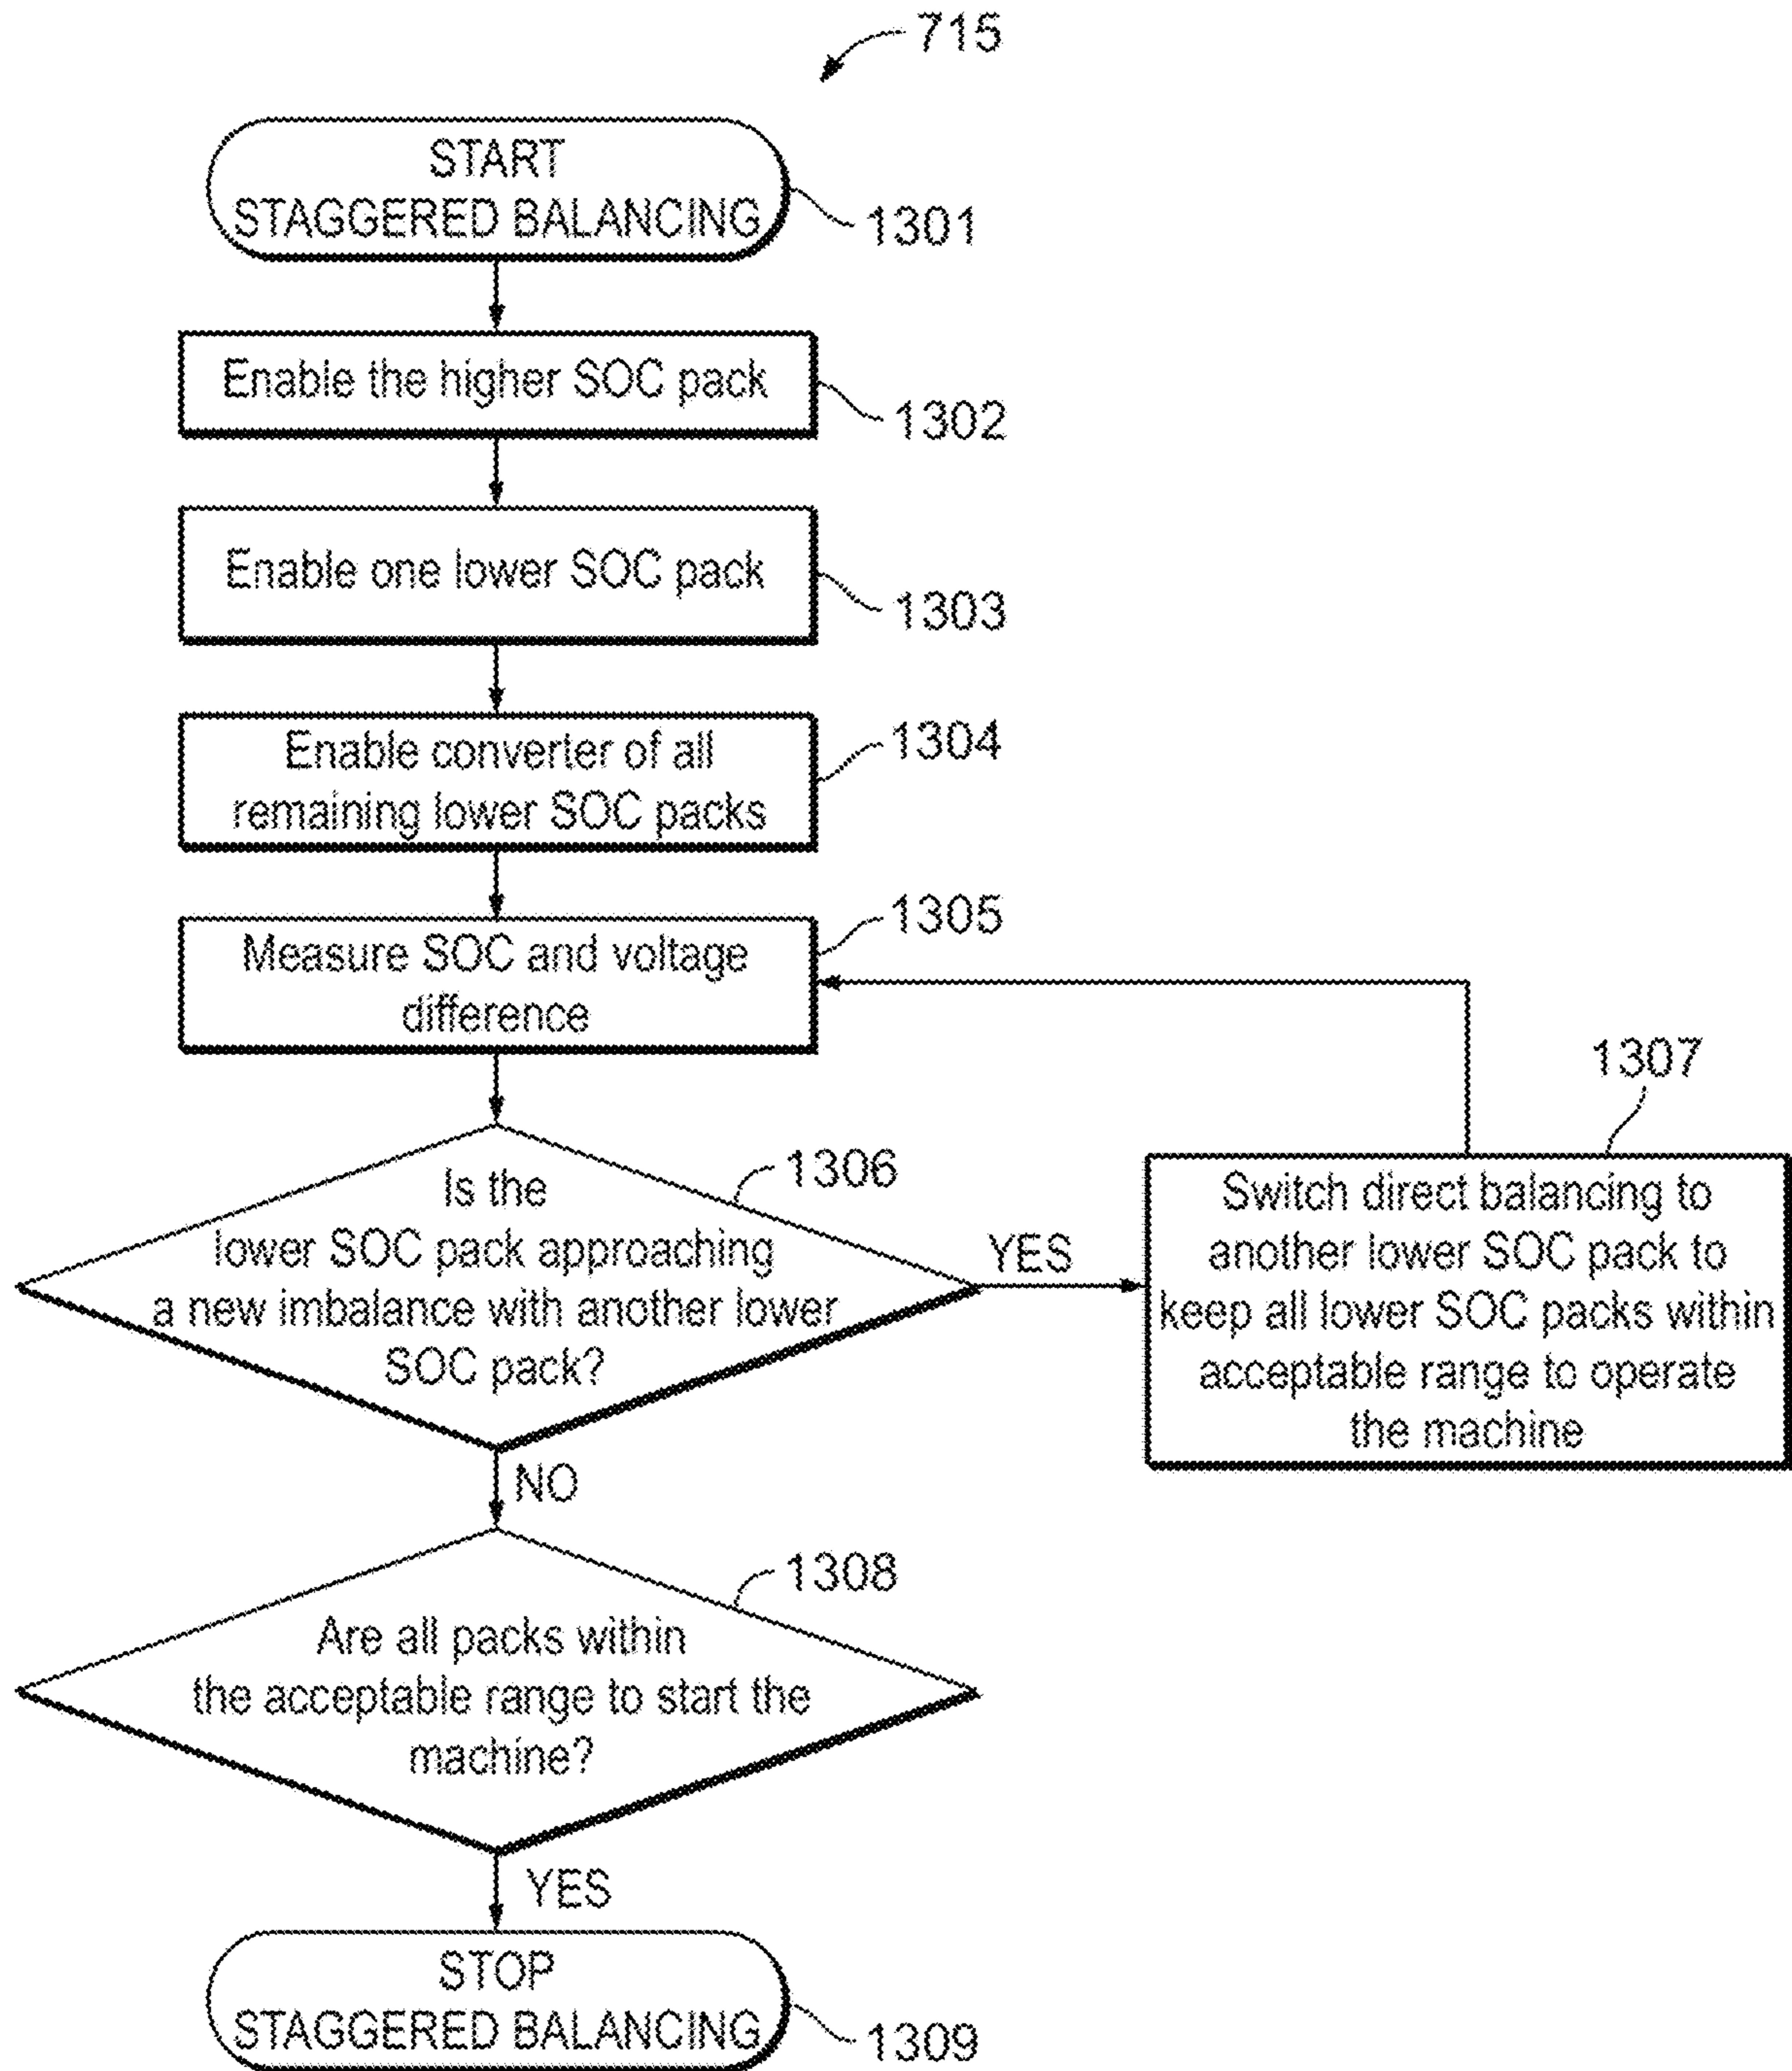 715
START
STAGGERED BALANCING
1301
Enable the higher SOC pack
1302
Enable one lower SOC pack
1303
Enable converter of all
remaining lower SOC packs
1304
Measure SOC and voltage
difference
1305
Is the
lower SOC pack approaching
a new imbalance with another lower
SOC pack?
1306
YES
Switch direct balancing to
another lower SOC pack to
keep all lower SOC packs within
acceptable range to operate
the machine
1307
NO
Are all packs within
the acceptable range to start the
machine?
1308
YES
STOP
STAGGERED BALANCING
1309